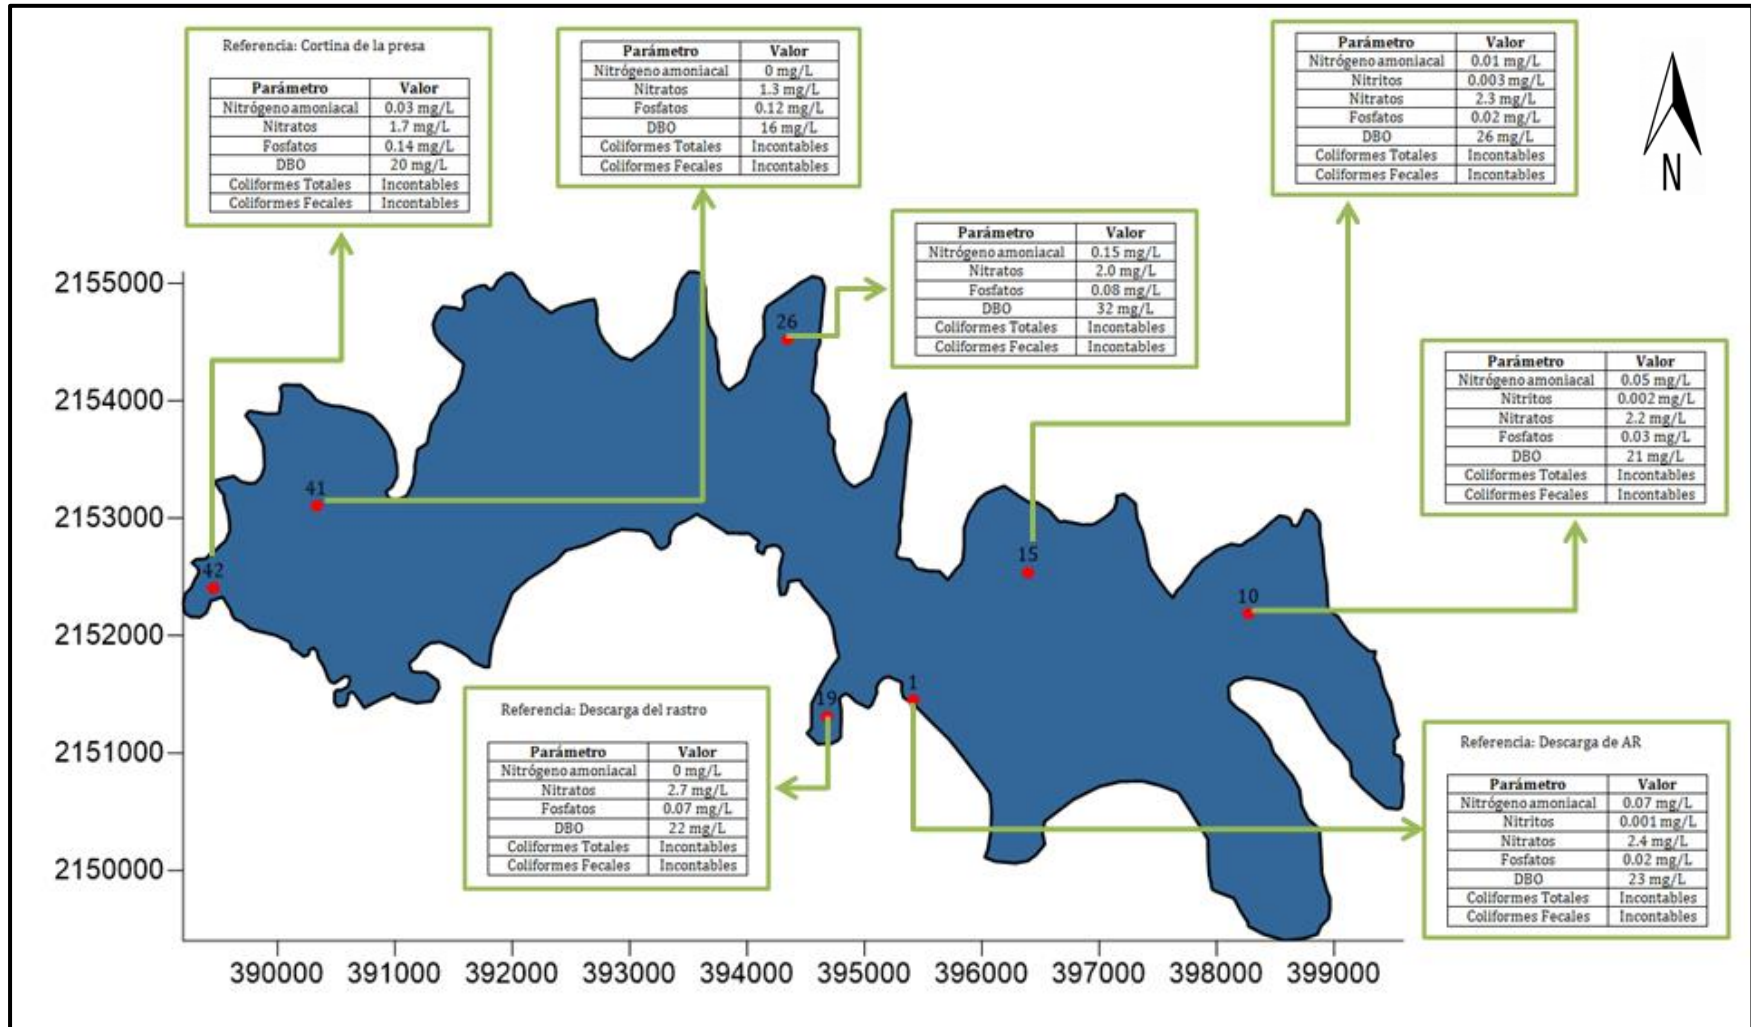 Referencia: Cortina de la presa
Parámetro Valor
Nitrógeno amoniacal 0.03 mg/L
Nitratos 1.7 mg/L
Fosfatos 0.14 mg/L
DBO 20 mg/L
Coliformes Totales Incontables
Coliformes Fecales Incontables
Parámetro Valor
Nitrógeno amoniacal 0 mg/L
Nitratos 1.3 mg/L
Fosfatos 0.12 mg/L
DBO 16 mg/L
Coliformes Totales Incontables
Coliformes Fecales Incontables
Parámetro Valor
Nitrógeno amoniacal 0.01 mg/L
Nitritos 0.003 mg/L
Nitratos 2.3 mg/L
Fosfatos 0.02 mg/L
DBO 26 mg/L
Coliformes Totales Incontables
Coliformes Fecales Incontables
N
Parámetro Valor
Nitrógeno amoniacal 0.15 mg/L
Nitratos 2.0 mg/L
Fosfatos 0.08 mg/L
DBO 32 mg/L
Coliformes Totales Incontables
Coliformes Fecales Incontables
Parámetro Valor
Nitrógeno amoniacal 0.05 mg/L
Nitritos 0.002 mg/L
Nitratos 2.2 mg/L
Fosfatos 0.03 mg/L
DBO 21 mg/L
Coliformes Totales Incontables
Coliformes Fecales Incontables
2155000
2154000
2153000
2152000
2151000
2150000
26
41
42
15
10
19
1
Referencia: Descarga del rastro
Parámetro Valor
Nitrógeno amoniacal 0 mg/L
Nitratos 2.7 mg/L
Fosfatos 0.07 mg/L
DBO 22 mg/L
Coliformes Totales Incontables
Coliformes Fecales Incontables
Referencia: Descarga de AR
Parámetro Valor
Nitrógeno amoniacal 0.07 mg/L
Nitritos 0.001 mg/L
Nitratos 2.4 mg/L
Fosfatos 0.02 mg/L
DBO 23 mg/L
Coliformes Totales Incontables
Coliformes Fecales Incontables
390000 391000 392000 393000 394000 395000 396000 397000 398000 399000